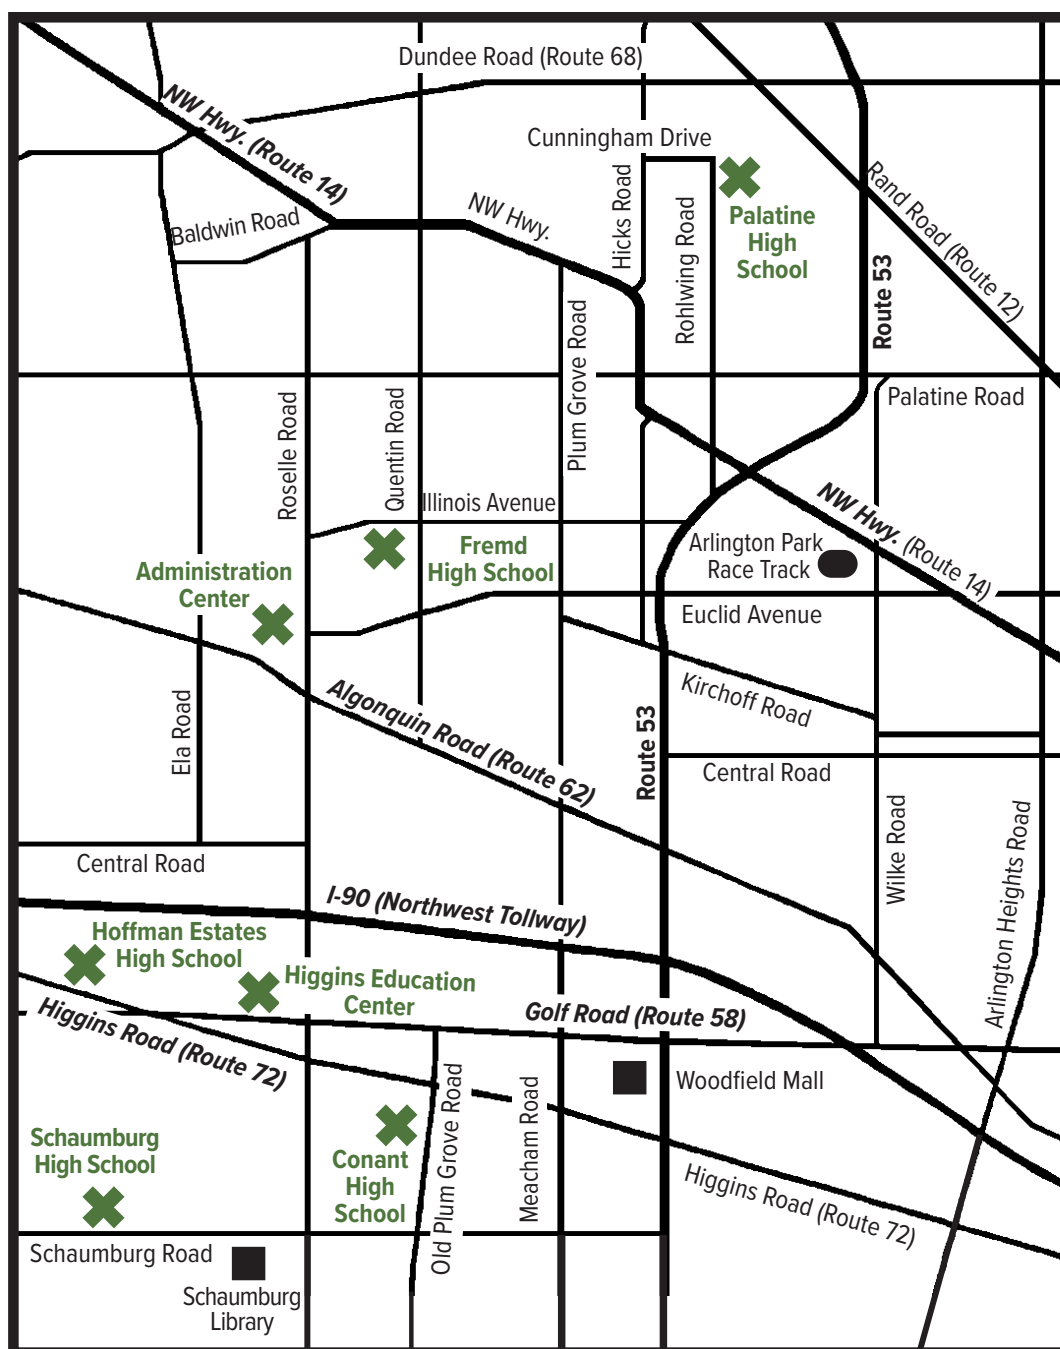 Dundee Road (Route 68)
NW Hwy. (Route 14)
Cunningham Drive
Baldwin Road
NW Hwy.
Hicks Road
Rohlwing Road
Palatine
High
School
Rand Road (Route 12)
Route 53
Plum Grove Road
Palatine Road
Roselle Road
Quentin Road
Illinois Avenue
NW Hwy. (Route 14)
Fremd
High School
Arlington Park
Race Track
Administration
Center
Euclid Avenue
Ela Road
Algonquin Road (Route 62)
Kirchoff Road
Route 53
Central Road
Wilke Road
Arlington Heights Road
Central Road
I-90 (Northwest Tollway)
Hoffman Estates
High School
Higgins Education
Center
Golf Road (Route 58)
Higgins Road (Route 72)
Woodfield Mall
Old Plum Grove Road
Meacham Road
Schaumburg
High School
Conant
High
School
Higgins Road (Route 72)
Schaumburg Road
Schaumburg
Library